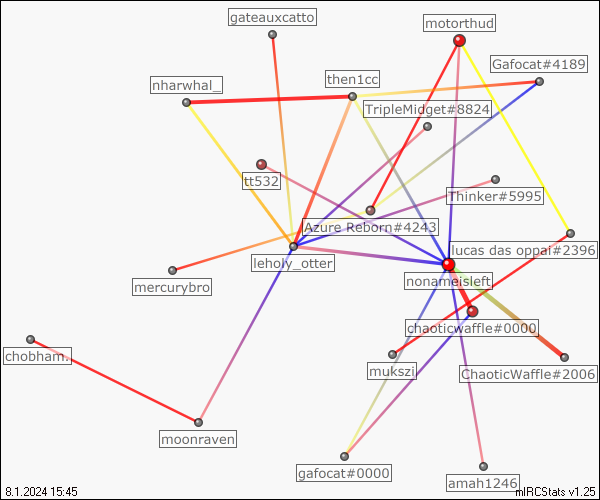 gateauxcatto
motorthud
Gafocat#4189
then1cc
nharwhal_
TripleMidget#8824
tt532
Thinker#5995
Azure Reborn#4243
lucas das oppai#2396
leholy_otter
nonameisleft
mercurybro
chaoticwaffle#0000
chobham.
mukszi
ChaoticWaffle#2006
moonraven
gafocat#0000
amah1246
8.1.2024 15:45
mIRCStats v1.25